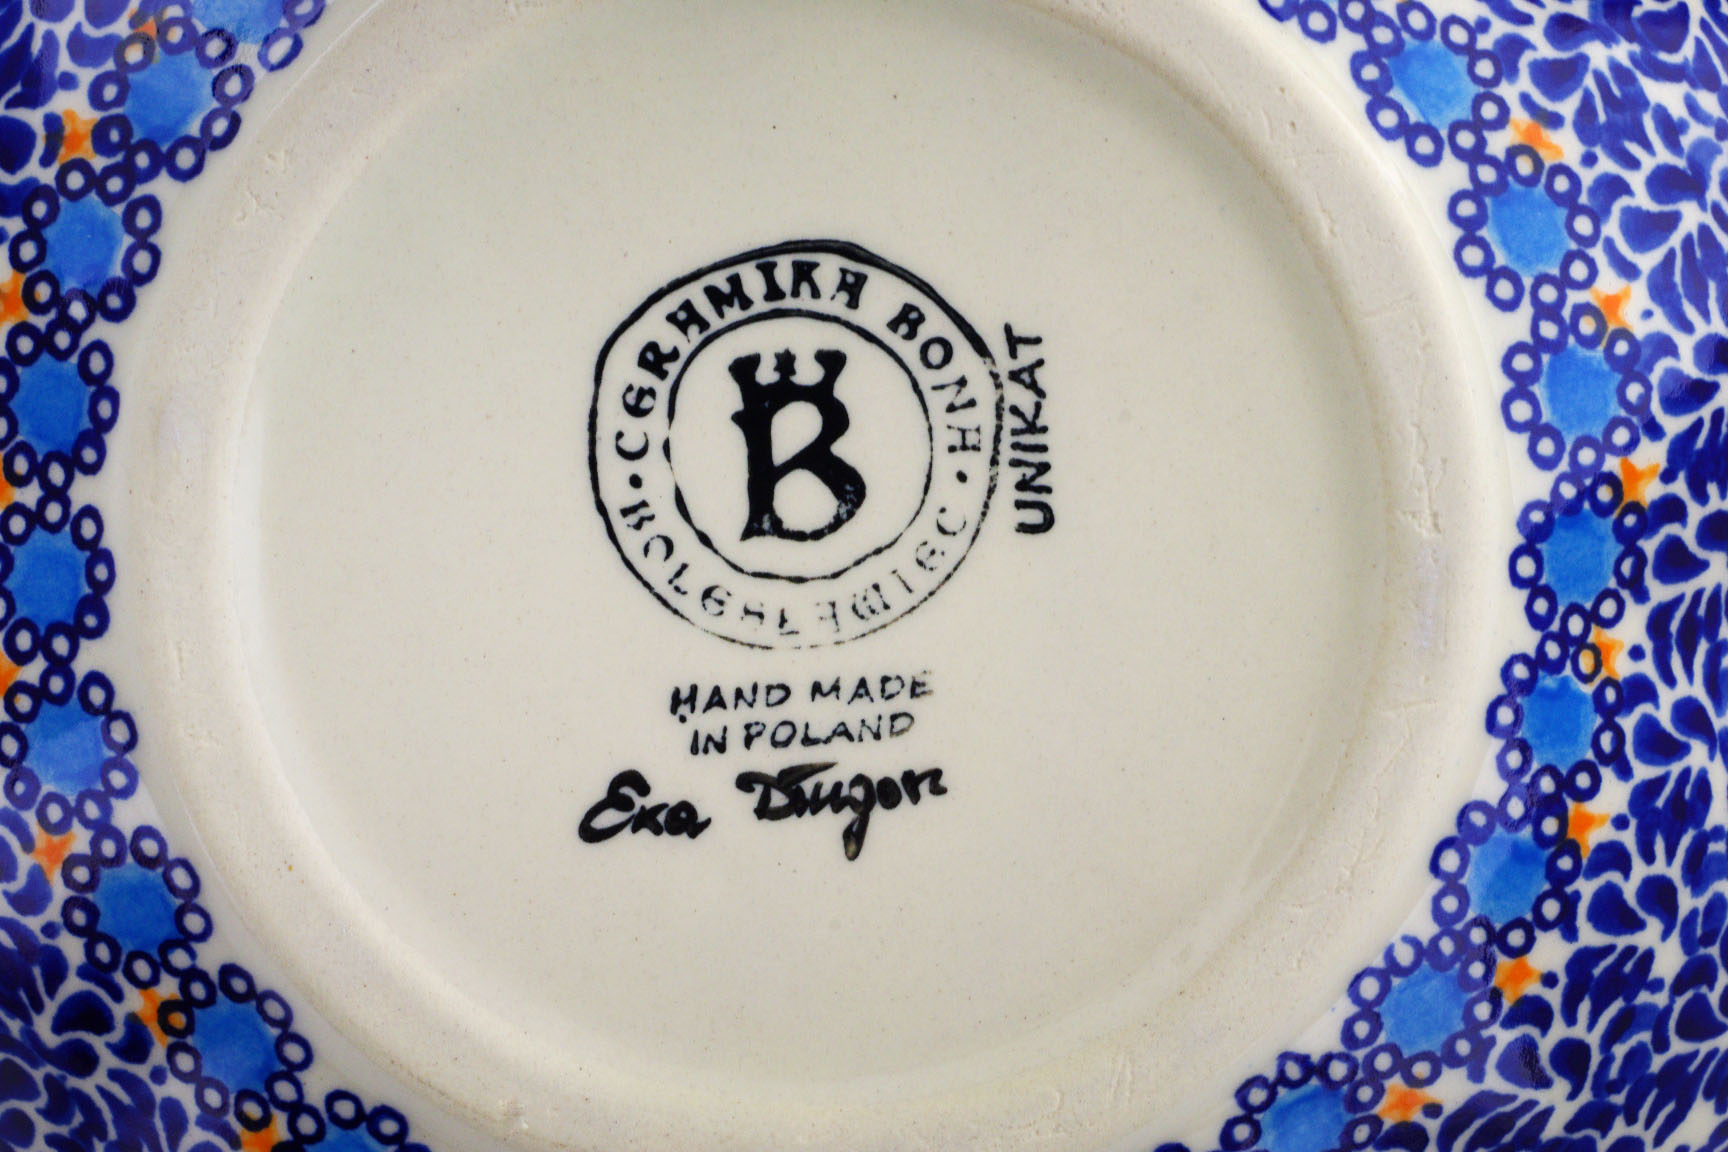 CERAMIKA BONA
B
BOLESŁAWIEC
UNIKAT
HAND MADE
IN POLAND
Ewa Długosz